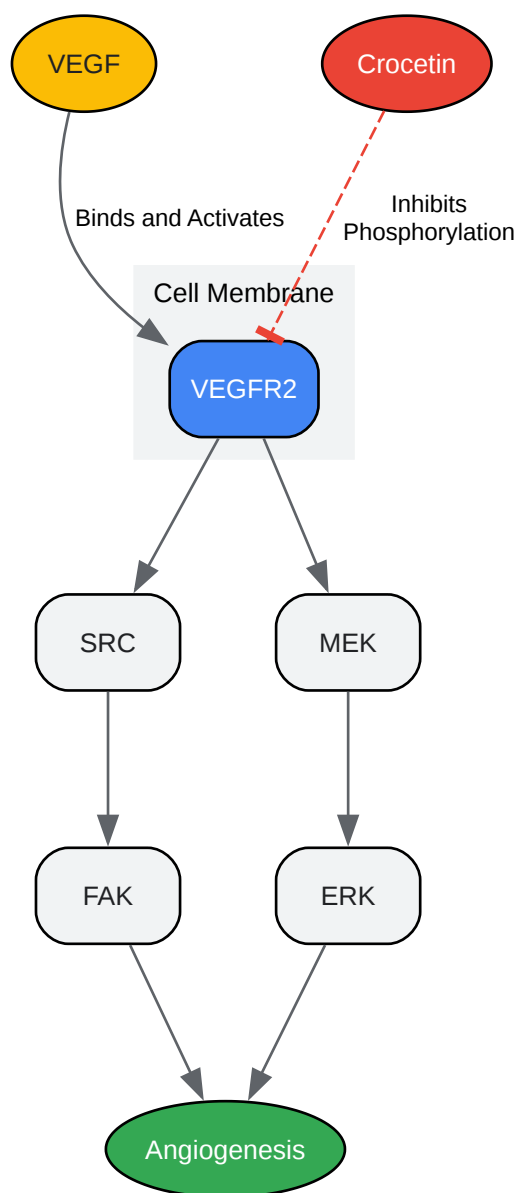 VEGF
Crocetin
Binds and Activates
Inhibits
Phosphorylation
Cell Membrane
VEGFR2
SRC
MEK
FAK
ERK
Angiogenesis